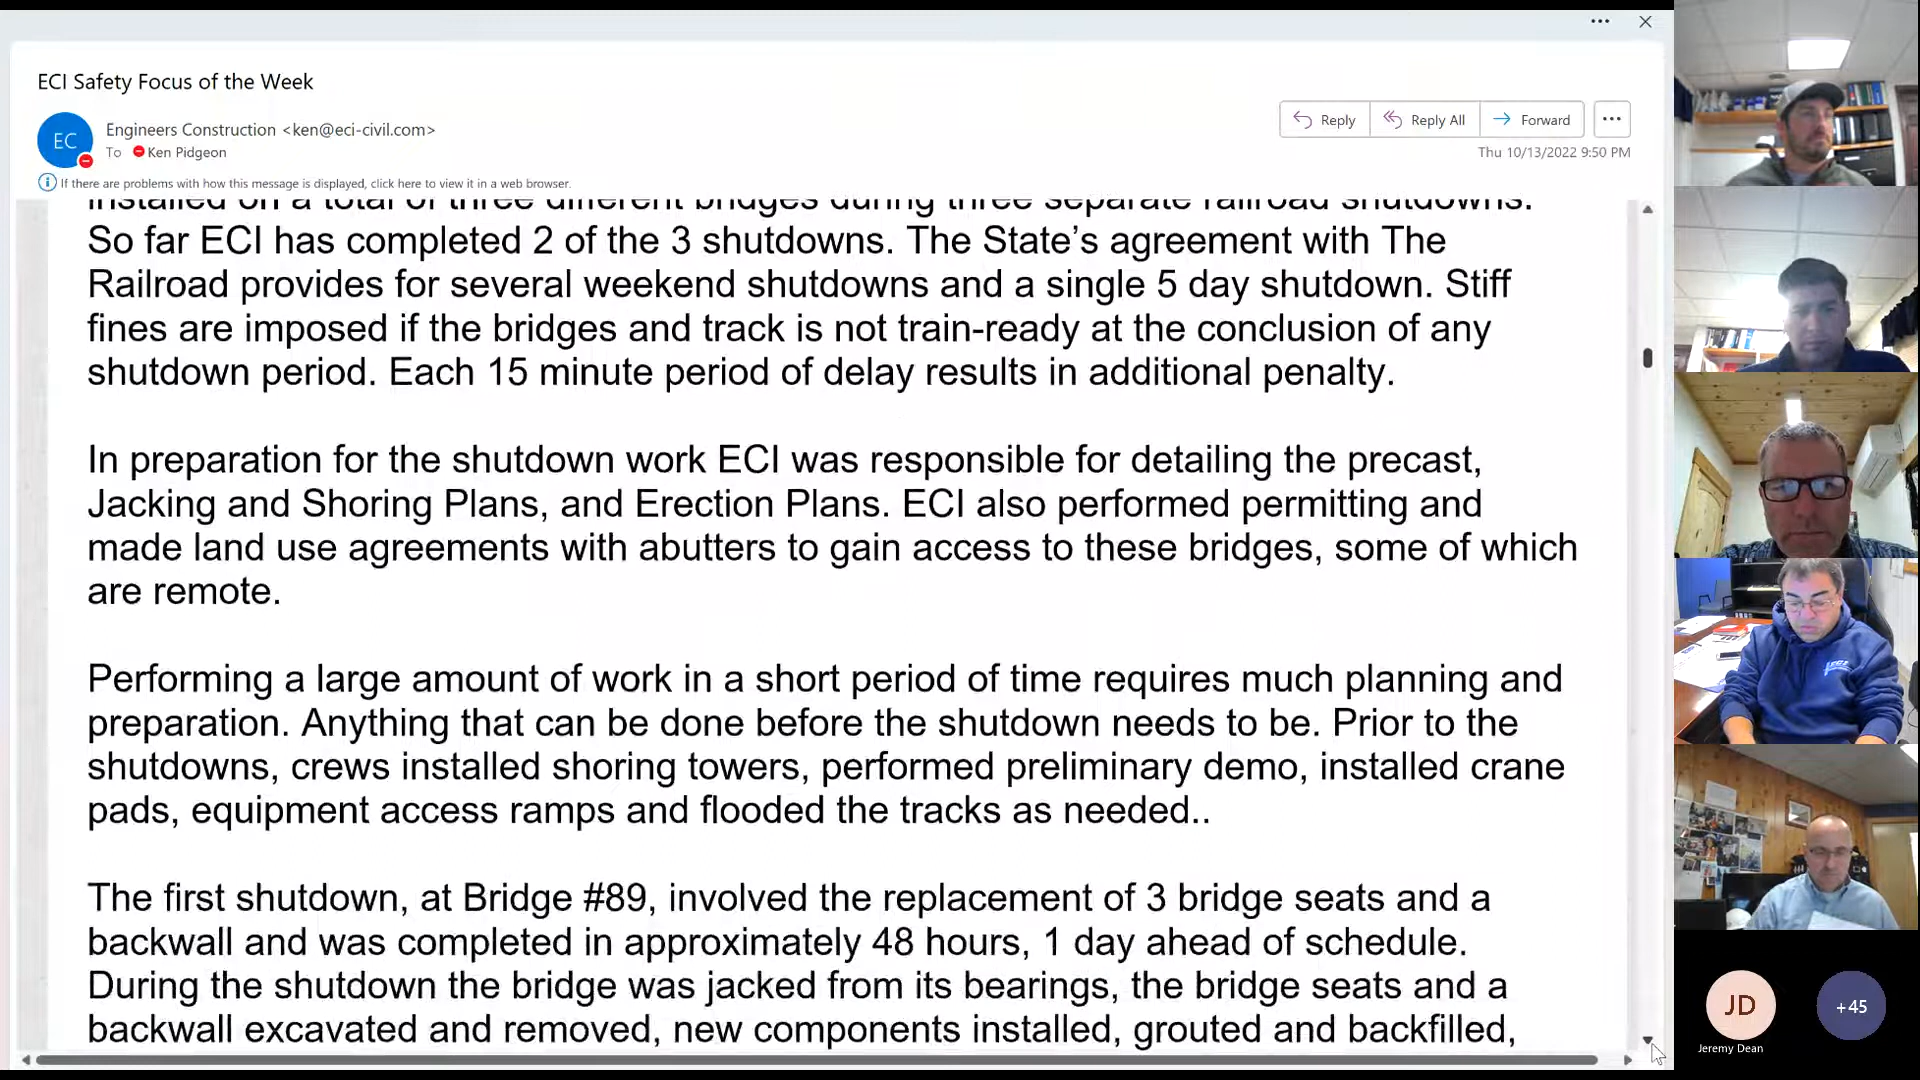 ECI Safety Focus of the Week
EC
Engineers Construction <ken@eci-civil.com>
To Ken Pidgeon
Reply
Reply All
Forward
Thu 10/13/2022 9:50 PM
If there are problems with how this message is displayed, click here to view it in a web browser.
installed on a total of three different bridges during three separate railroad shutdowns.
So far ECI has completed 2 of the 3 shutdowns. The State’s agreement with The
Railroad provides for several weekend shutdowns and a single 5 day shutdown. Stiff
fines are imposed if the bridges and track is not train-ready at the conclusion of any
shutdown period. Each 15 minute period of delay results in additional penalty.
In preparation for the shutdown work ECI was responsible for detailing the precast,
Jacking and Shoring Plans, and Erection Plans. ECI also performed permitting and
made land use agreements with abutters to gain access to these bridges, some of which
are remote.
Performing a large amount of work in a short period of time requires much planning and
preparation. Anything that can be done before the shutdown needs to be. Prior to the
shutdowns, crews installed shoring towers, performed preliminary demo, installed crane
pads, equipment access ramps and flooded the tracks as needed..
The first shutdown, at Bridge #89, involved the replacement of 3 bridge seats and a
backwall and was completed in approximately 48 hours, 1 day ahead of schedule.
During the shutdown the bridge was jacked from its bearings, the bridge seats and a
backwall excavated and removed, new components installed, grouted and backfilled,
ECI
JD
Jeremy Dean
+45